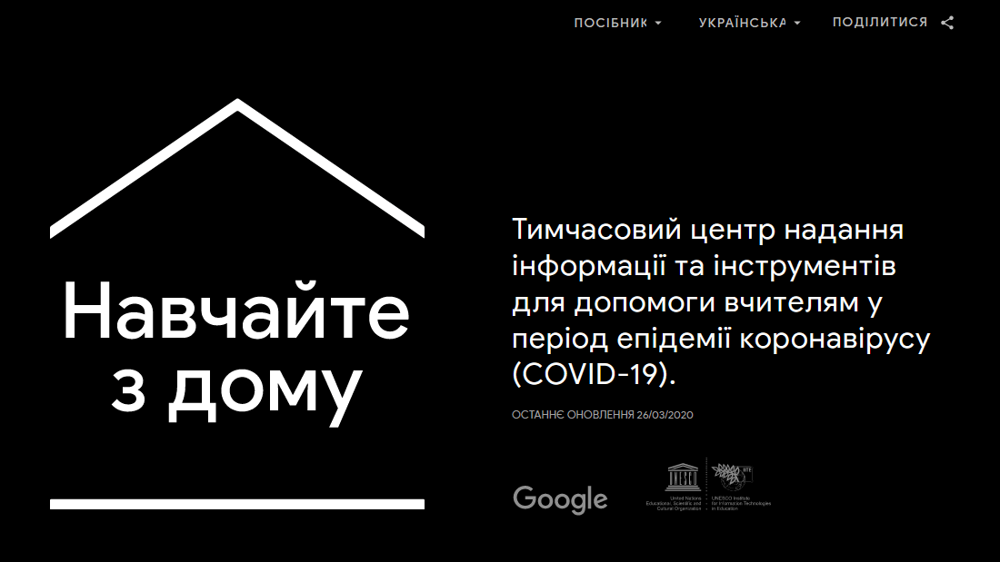 ПОСІБНИК
УКРАЇНСЬКА
ПОДІЛИТИСЯ
Навчайте
з дому
Тимчасовий центр надання
інформації та інструментів
для допомоги вчителям у
період епідемії коронавірусу
(COVID-19).
ОСТАННЄ ОНОВЛЕННЯ 26/03/2020
Google
UNESCO
United Nations
Educational, Scientific and
Cultural Organization
IITE
UNESCO Institute
for Information Technologies
in Education